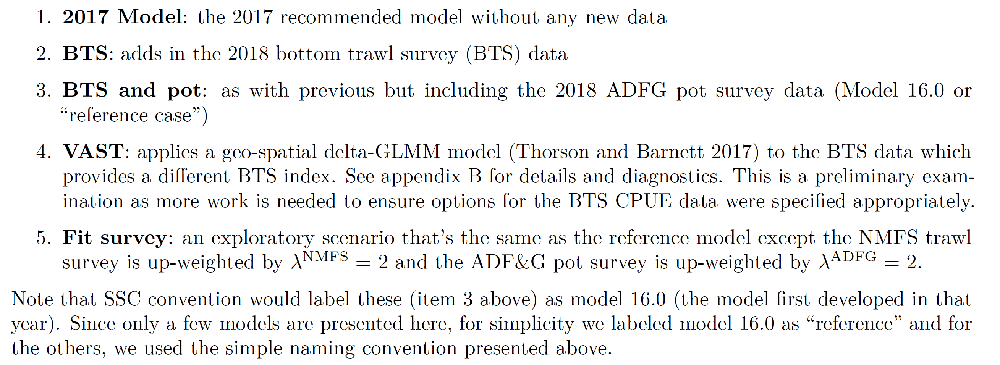 1. 2017 Model: the 2017 recommended model without any new data
2. BTS: adds in the 2018 bottom trawl survey (BTS) data
3. BTS and pot: as with previous but including the 2018 ADFG pot survey data (Model 16.0 or
“reference case”)
4. VAST: applies a geo-spatial delta-GLMM model (Thorson and Barnett 2017) to the BTS data which
provides a different BTS index. See appendix B for details and diagnostics. This is a preliminary exam-
ination as more work is needed to ensure options for the BTS CPUE data were specified appropriately.
5. Fit survey: an exploratory scenario that’s the same as the reference model except the NMFS trawl
survey is up-weighted by λ^NMFS = 2 and the ADF&G pot survey is up-weighted by λ^ADFG = 2.
Note that SSC convention would label these (item 3 above) as model 16.0 (the model first developed in that
year). Since only a few models are presented here, for simplicity we labeled model 16.0 as “reference” and for
the others, we used the simple naming convention presented above.